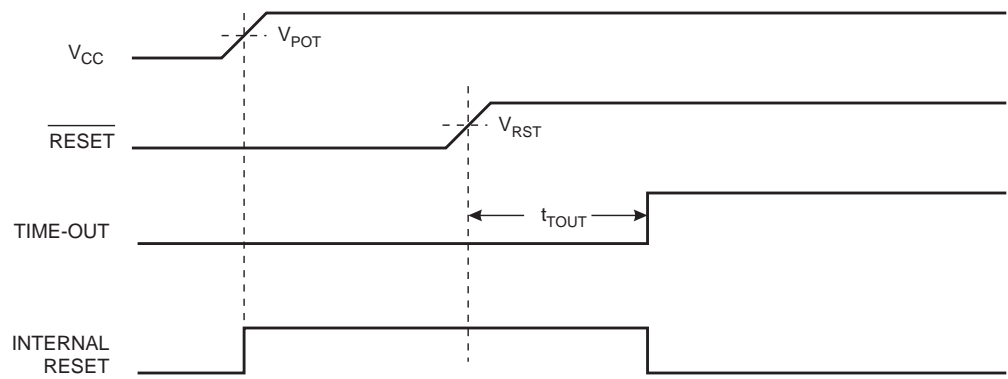 V_CC
V_POT
RESET
V_RST
TIME-OUT
t_TOUT
INTERNAL
RESET